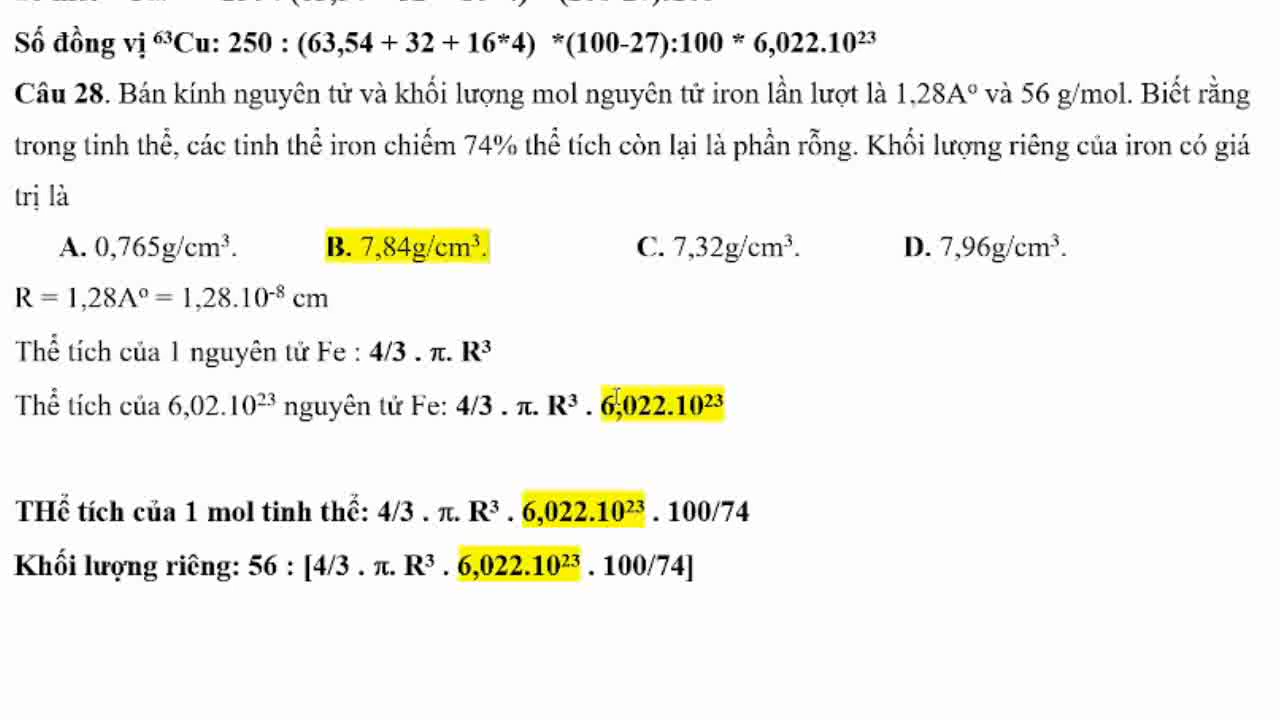 Số đồng vị ⁶³Cu: 250 : (63,54 + 32 + 16*4) *(100-27):100 * 6,022.10²³
Câu 28. Bán kính nguyên tử và khối lượng mol nguyên tử iron lần lượt là 1,28Aº và 56 g/mol. Biết rằng
trong tinh thể, các tinh thể iron chiếm 74% thể tích còn lại là phần rỗng. Khối lượng riêng của iron có giá
trị là
A. 0,765g/cm³. B. 7,84g/cm³. C. 7,32g/cm³. D. 7,96g/cm³.
R = 1,28Aº = 1,28.10⁻⁸ cm
Thể tích của 1 nguyên tử Fe : 4/3 . π. R³
Thể tích của 6,02.10²³ nguyên tử Fe: 4/3 . π. R³ . 6,022.10²³
THể tích của 1 mol tinh thể: 4/3 . π. R³ . 6,022.10²³ . 100/74
Khối lượng riêng: 56 : [4/3 . π. R³ . 6,022.10²³ . 100/74]